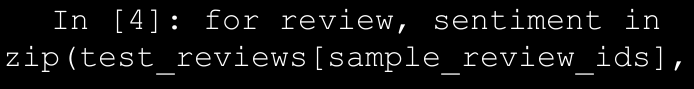 In [4]: for review, sentiment in
zip(test_reviews[sample_review_ids],